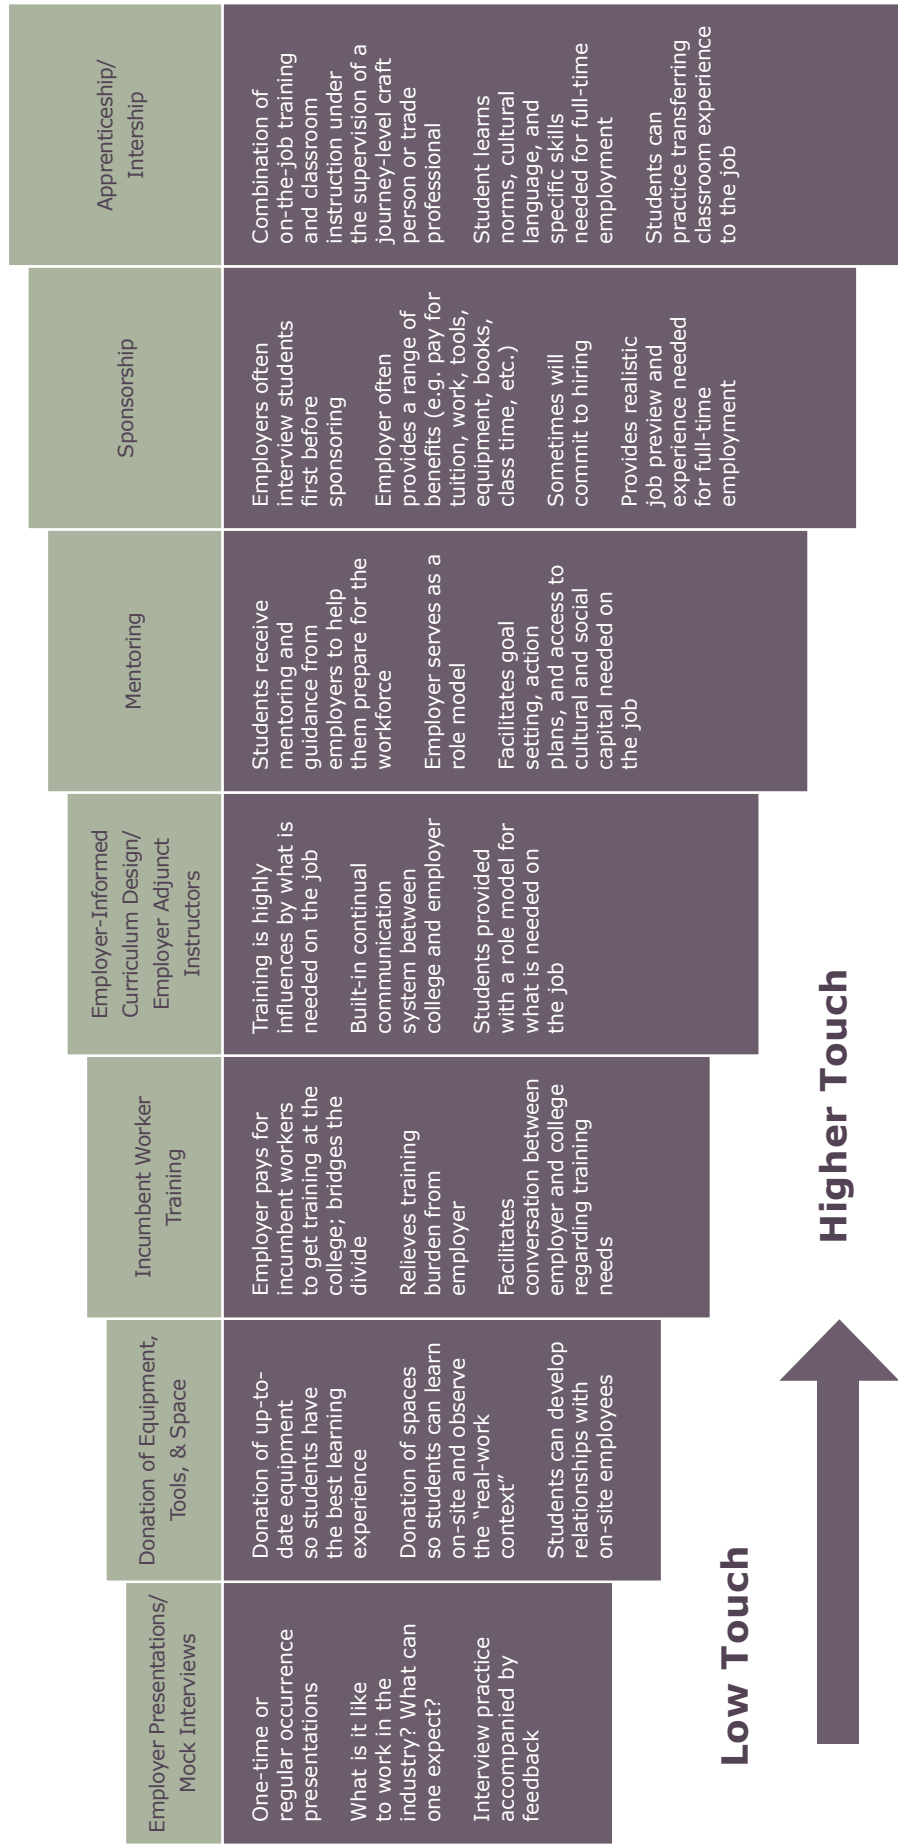 Employer Presentations/
Mock Interviews
One-time or
regular occurrence
presentations
What is it like
to work in the
industry? What can
one expect?
Interview practice
accompanied by
feedback
Donation of Equipment,
Tools, & Space
Donation of up-to-
date equipment
so students have
the best learning
experience
Donation of spaces
so students can learn
on-site and observe
the “real-work
context”
Students can develop
relationships with
on-site employees
Incumbent Worker
Training
Employer pays for
incumbent workers
to get training at the
college; bridges the
divide
Relieves training
burden from
employer
Facilitates
conversation between
employer and college
regarding training
needs
Employer-Informed
Curriculum Design/
Employer Adjunct
Instructors
Training is highly
influences by what is
needed on the job
Built-in continual
communication
system between
college and employer
Students provided
with a role model for
what is needed on
the job
Mentoring
Students receive
mentoring and
guidance from
employers to help
them prepare for the
workforce
Employer serves as a
role model
Facilitates goal
setting, action
plans, and access to
cultural and social
capital needed on
the job
Sponsorship
Employers often
interview students
first before
sponsoring
Employer often
provides a range of
benefits (e.g. pay for
tuition, work, tools,
equipment, books,
class time, etc.)
Sometimes will
commit to hiring
Provides realistic
job preview and
experience needed
for full-time
employment
Apprenticeship/
Intership
Combination of
on-the-job training
and classroom
instruction under
the supervision of a
journey-level craft
person or trade
professional
Student learns
norms, cultural
language, and
specific skills
needed for full-time
employment
Students can
practice transferring
classroom experience
to the job
Low Touch
Higher Touch